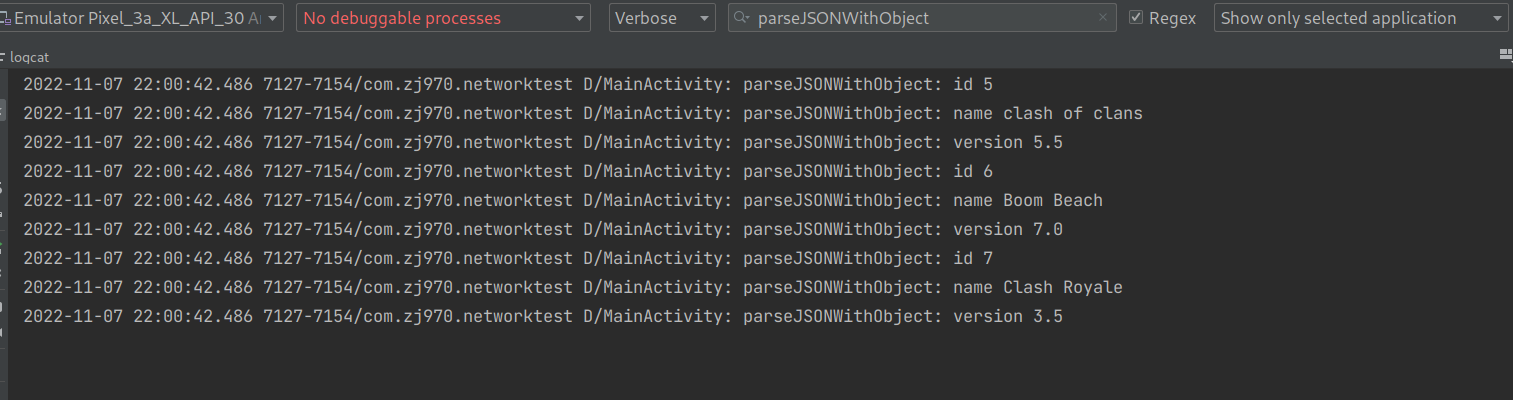 Emulator Pixel_3a_XL_API_30 No debuggable processes Verbose parseJSONWithObject Regex Show only selected application
logcat
2022-11-07 22:00:42.486 7127-7154/com.zj970.networktest D/MainActivity: parseJSONWithObject: id 5
2022-11-07 22:00:42.486 7127-7154/com.zj970.networktest D/MainActivity: parseJSONWithObject: name clash of clans
2022-11-07 22:00:42.486 7127-7154/com.zj970.networktest D/MainActivity: parseJSONWithObject: version 5.5
2022-11-07 22:00:42.486 7127-7154/com.zj970.networktest D/MainActivity: parseJSONWithObject: id 6
2022-11-07 22:00:42.486 7127-7154/com.zj970.networktest D/MainActivity: parseJSONWithObject: name Boom Beach
2022-11-07 22:00:42.486 7127-7154/com.zj970.networktest D/MainActivity: parseJSONWithObject: version 7.0
2022-11-07 22:00:42.486 7127-7154/com.zj970.networktest D/MainActivity: parseJSONWithObject: id 7
2022-11-07 22:00:42.486 7127-7154/com.zj970.networktest D/MainActivity: parseJSONWithObject: name Clash Royale
2022-11-07 22:00:42.486 7127-7154/com.zj970.networktest D/MainActivity: parseJSONWithObject: version 3.5